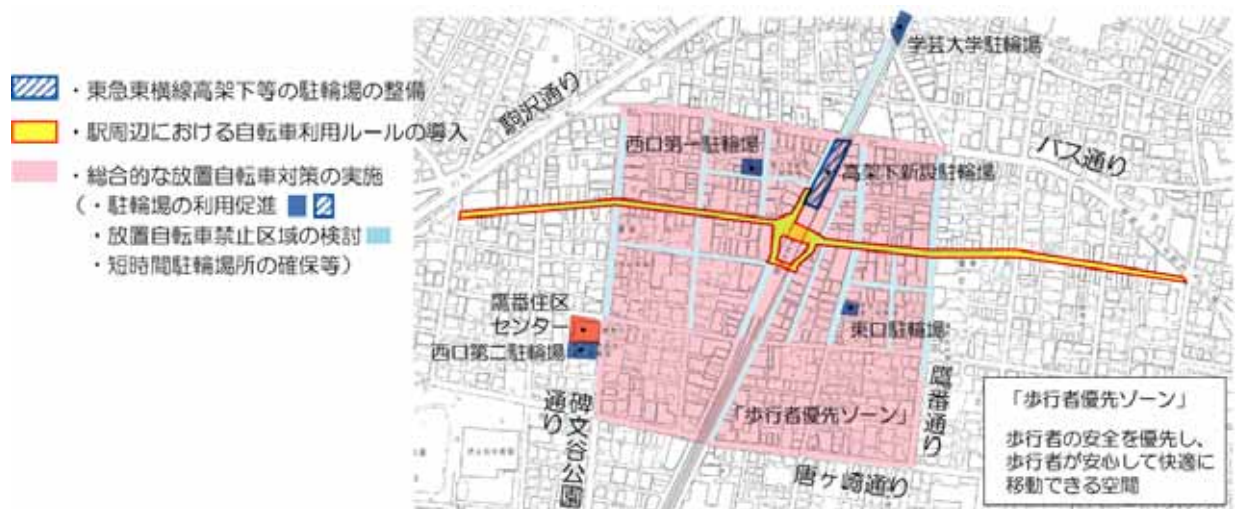 ・東急東横線高架下等の駐輪場の整備
・駅周辺における自転車利用ルールの導入
・総合的な放置自転車対策の実施
(・駐輪場の利用促進
・放置自転車禁止区域の検討
・短時間駐輪場所の確保等)
学芸大学駐輪場
駒沢通り
バス通り
西口第一駐輪場
高架下新設駐輪場
鷹番住区
センター
西口第二駐輪場
東口駐輪場
碑文谷公園
通り
「歩行者優先ゾーン」
鷹番通り
唐ヶ崎通り
「歩行者優先ゾーン」
歩行者の安全を優先し、
歩行者が安心して快適に
移動できる空間